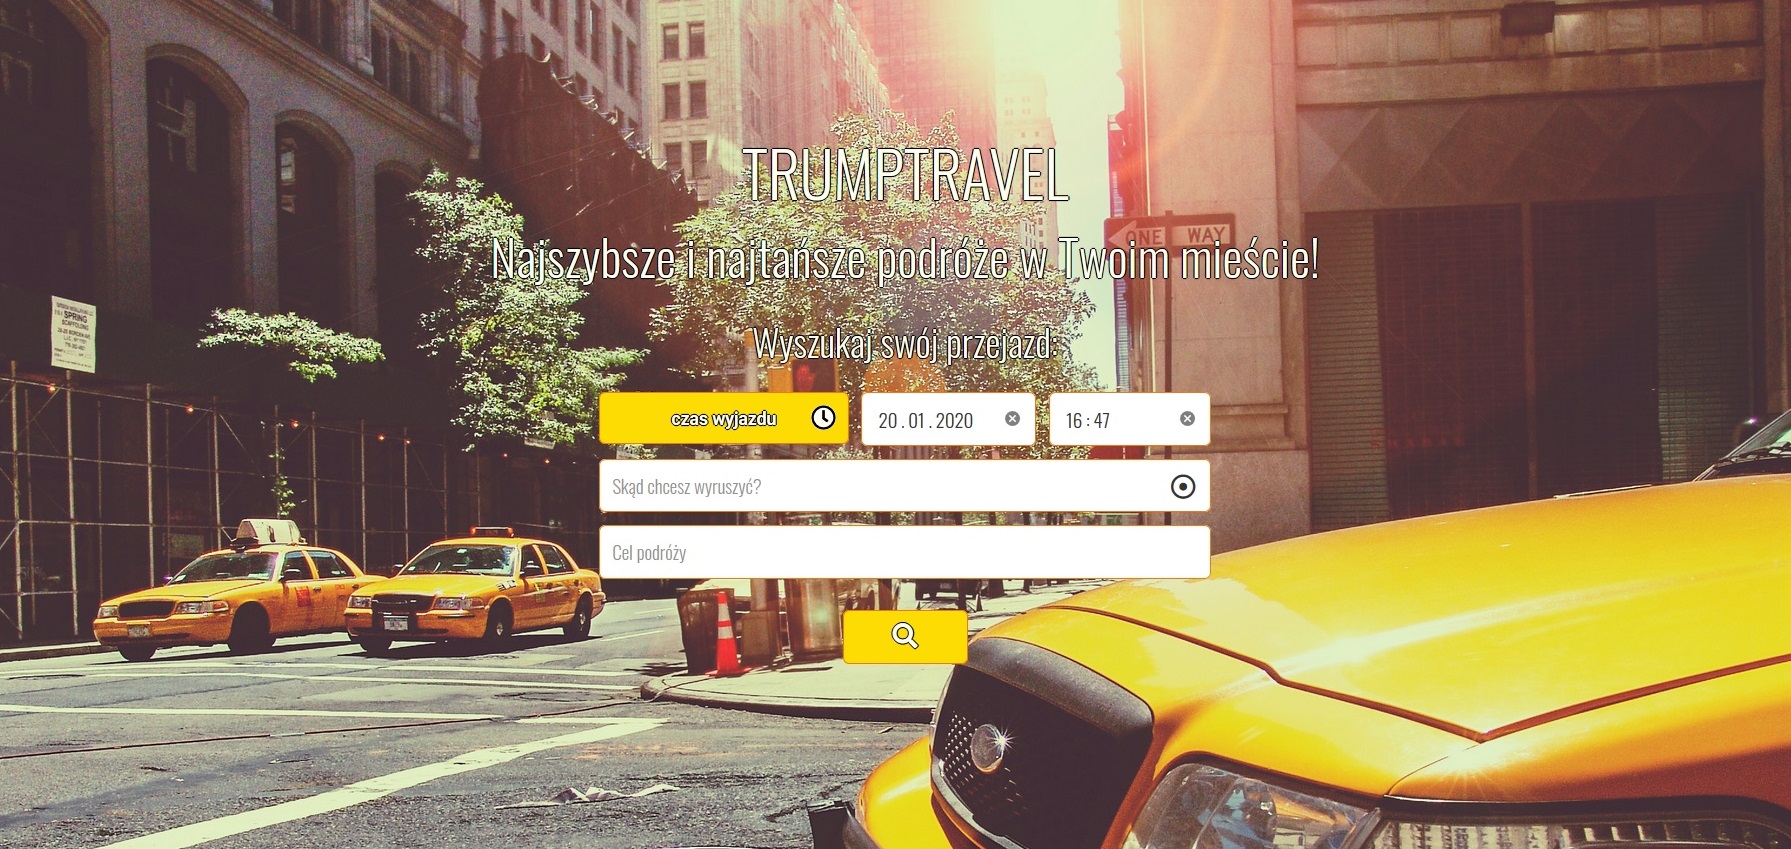 TRUMPTRAVEL
Najszybsze i najtańsze podróże w Twoim mieście!
ONE WAY
SPRING
SCAFFOLDING
Wyszukaj swój przejazd:
czas wyjazdu
20 . 01 . 2020
16 : 47
Skąd chcesz wyruszyć?
Cel podróży